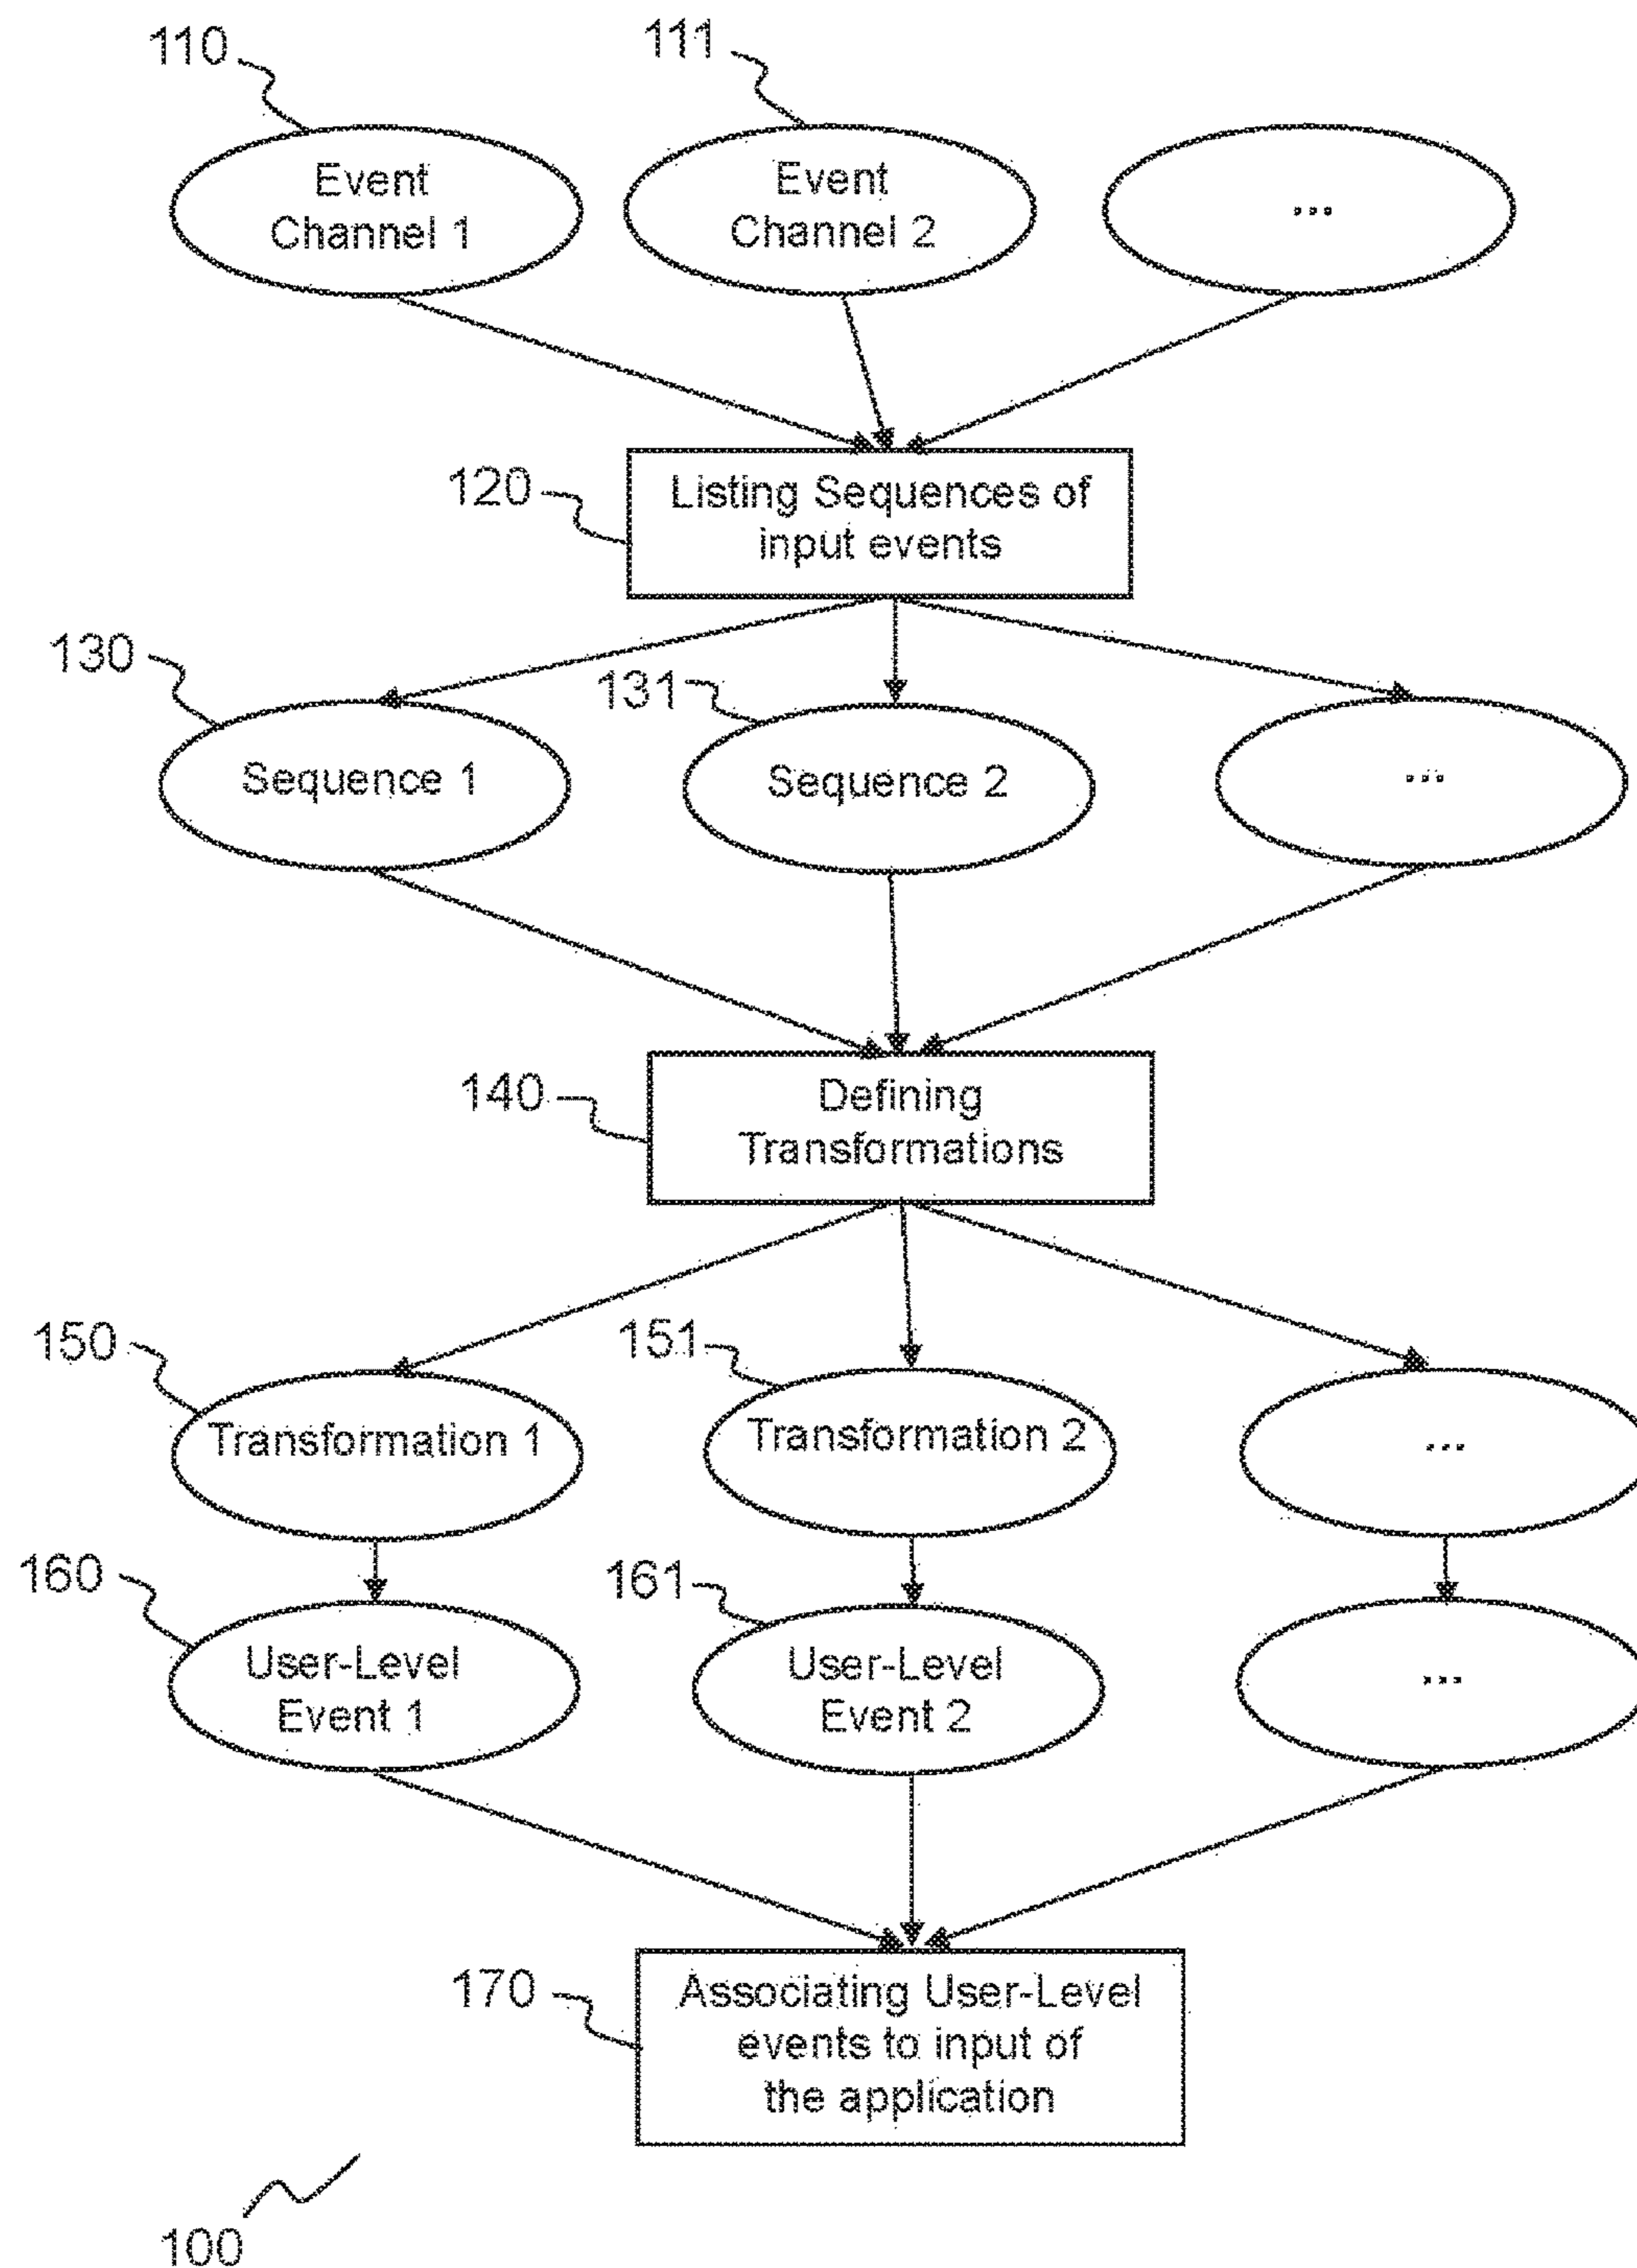 110
111
Event
Channel 1
Event
Channel 2
...
120
Listing Sequences of
input events
130
131
Sequence 1
Sequence 2
...
140
Defining
Transformations
150
151
Transformation 1
Transformation 2
...
160
161
User-Level
Event 1
User-Level
Event 2
...
170
Associating User-Level
events to input of
the application
100